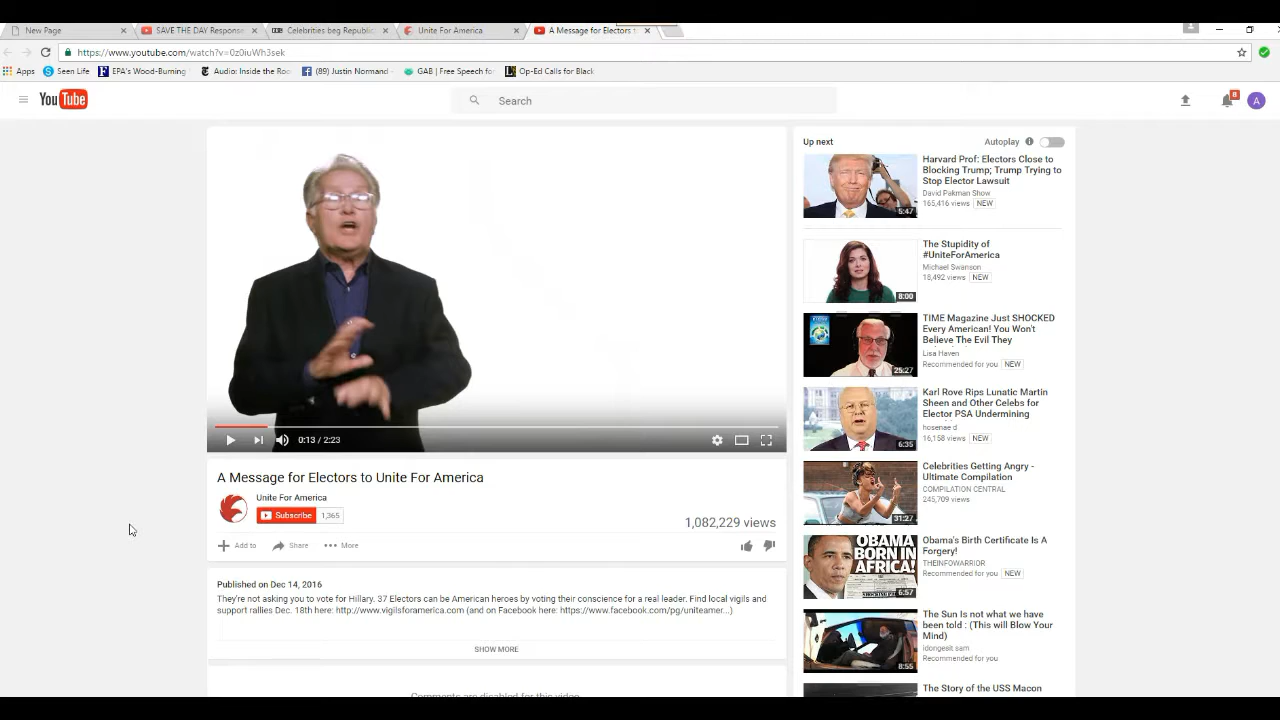 New Page
SAVE THE DAY Response
Celebrities beg Republic
Unite For America
A Message for Electors t
https://www.youtube.com/watch?v=0z0iuWh3sek
Apps
Seen Life
EPA's Wood-Burning
Audio: Inside the Ro
(89) Justin Normand -
GAB | Free Speech fo
Op-Ed Calls for Black
YouTube
Search
8
A
Up next
Autoplay
Harvard Prof: Electors Close to
Blocking Trump; Trump Trying to
Stop Elector Lawsuit
David Pakman Show
165,416 views NEW
5:47
The Stupidity of
#UniteForAmerica
Michael Swanson
18,492 views NEW
8:00
TIME Magazine Just SHOCKED
Every American! You Won't
Believe The Evil They
Lisa Haven
Recommended for you NEW
25:27
Karl Rove Rips Lunatic Martin
Sheen and Other Celebs for
Elector PSA Undermining
hosenae d
16,158 views NEW
6:35
Celebrities Getting Angry -
Ultimate Compilation
COMPILATION CENTRAL
245,709 views
31:27
OBAMA
BORN IN
AFRICA!
Obama's Birth Certificate Is A
Forgery!
THEINFOWARRIOR
Recommended for you NEW
6:57
The Sun Is not what we have
been told : (This will Blow Your
Mind)
idongesit sam
Recommended for you
8:55
The Story of the USS Macon
0:13 / 2:23
A Message for Electors to Unite For America
Unite For America
Subscribe 1,365
1,082,229 views
Add to
Share
More
Published on Dec 14, 2016
They're not asking you to vote for Hillary. 37 Electors can be American heroes by voting their conscience for a real leader. Find local vigils and
support rallies Dec. 18th here: http://www.vigilsforamerica.com (and on Facebook here: https://www.facebook.com/pg/uniteamer...)
SHOW MORE
Comments are disabled for this video.